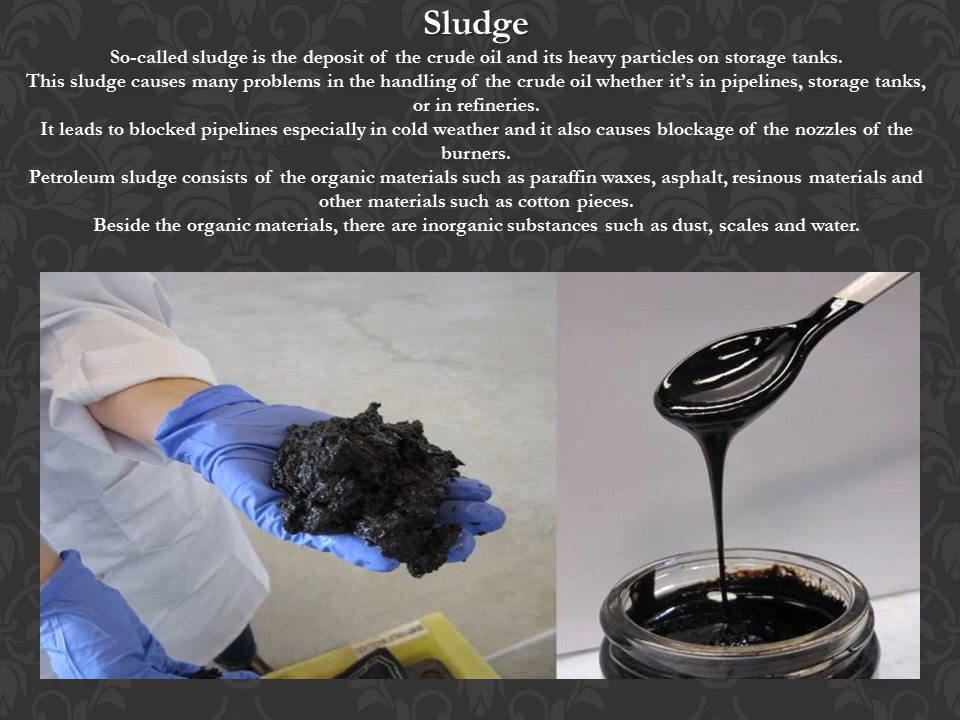 Sludge
So-called sludge is the deposit of the crude oil and its heavy particles on storage tanks.
This sludge causes many problems in the handling of the crude oil whether it's in pipelines, storage tanks,
or in refineries.
It leads to blocked pipelines especially in cold weather and it also causes blockage of the nozzles of the
burners.
Petroleum sludge consists of the organic materials such as paraffin waxes, asphalt, resinous materials and
other materials such as cotton pieces.
Beside the organic materials, there are inorganic substances such as dust, scales and water.